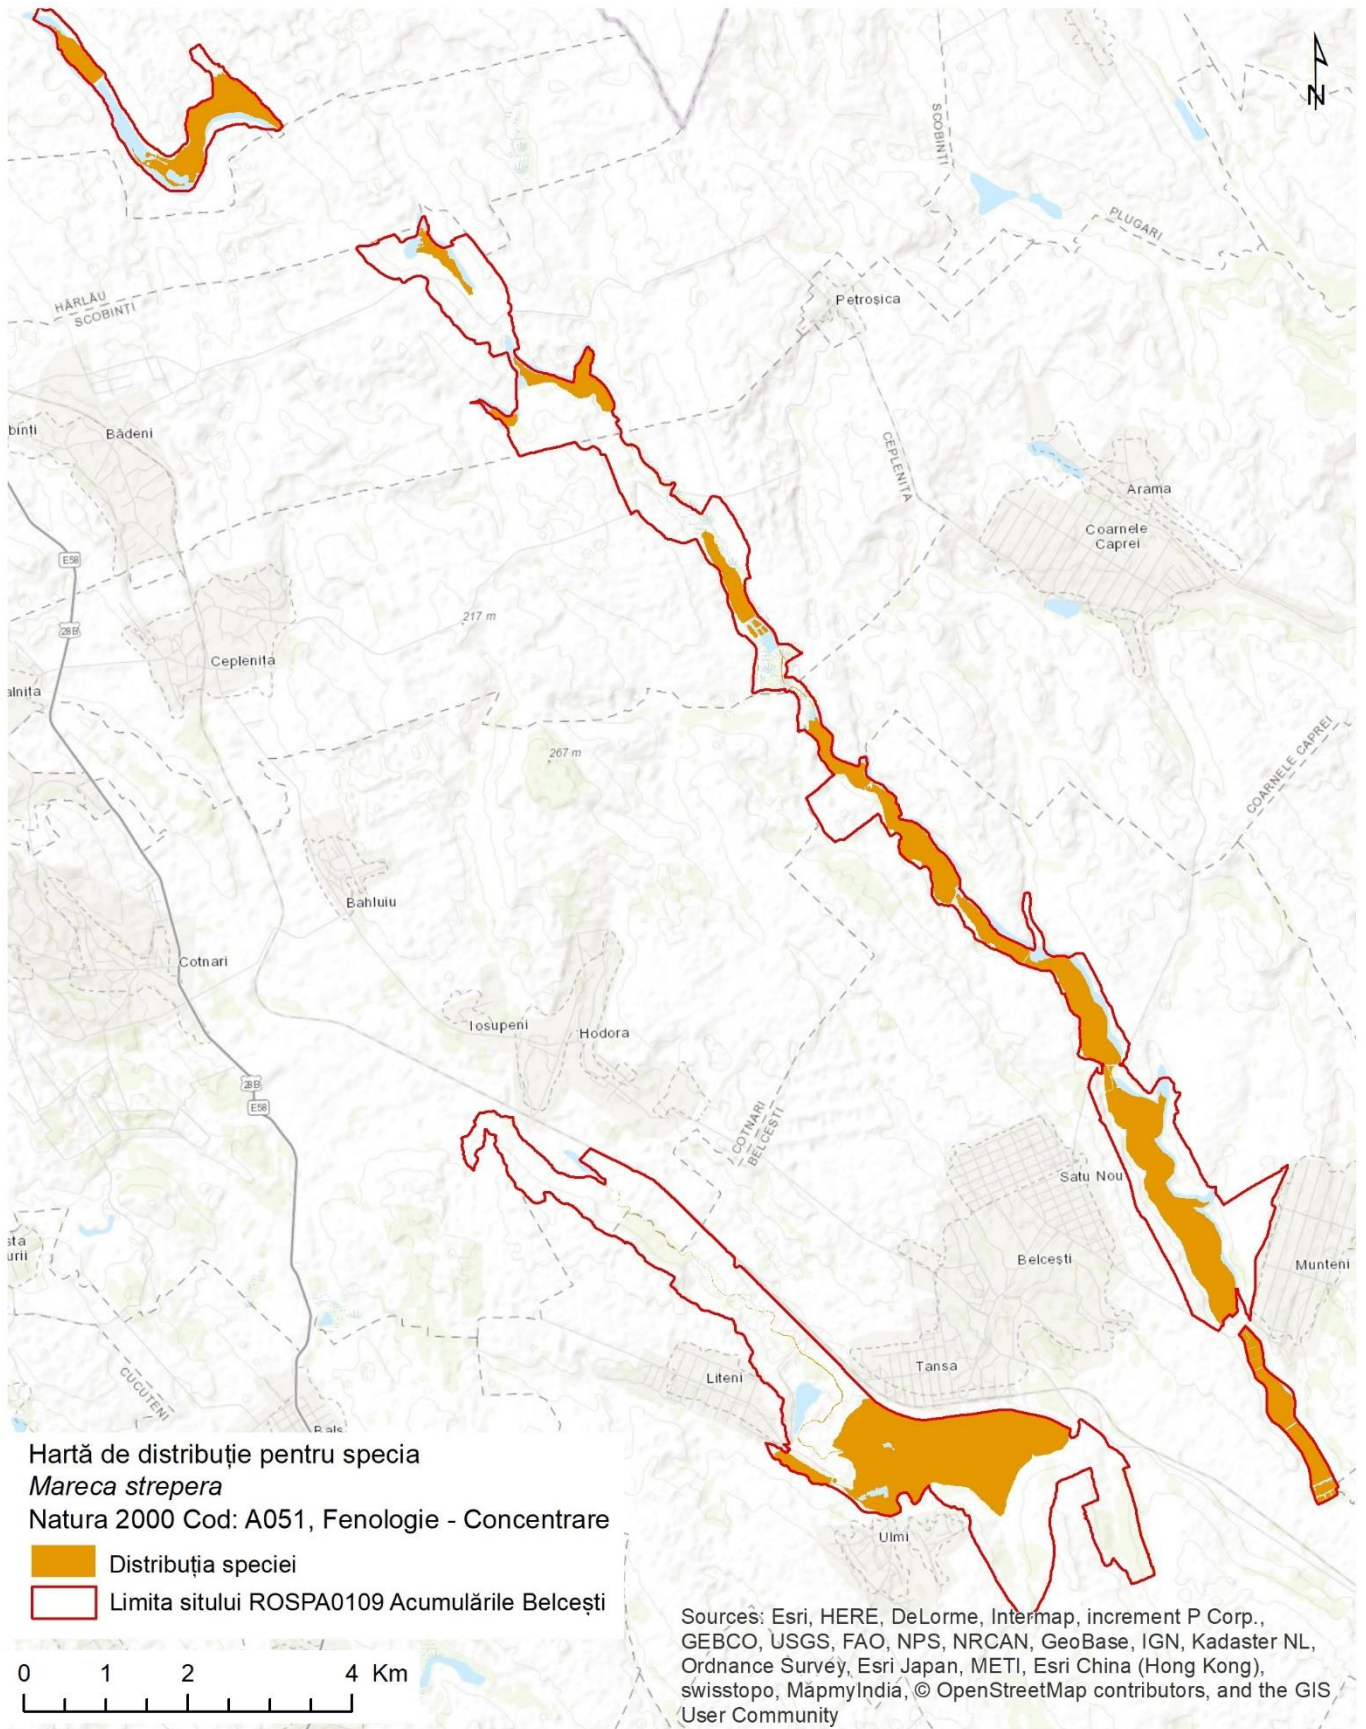 N
SCOBINTI
PLUGARI
HÂRLĂU
SCOBINTI
Petroșica
binți
Bădeni
CEPLENIȚA
Arama
Coarnele
Caprei
E58
28B
217 m
Ceplenița
alnița
267 m
COARNELE CAPREI
Bahluiu
Cotnari
Iosupeni
Hodora
28B
E58
COTNARI
BELCEȘTI
Satu Nou
sta
urii
Belcești
Munteni
Tansa
Liteni
CUCUTENI
Bals
Ulmi
Hartă de distribuție pentru specia
Mareca strepera
Natura 2000 Cod: A051, Fenologie - Concentrare
Distribuția speciei
Limita sitului ROSPA0109 Acumulările Belcești
0 1 2 4 Km
Sources: Esri, HERE, DeLorme, Intermap, increment P Corp.,
GEBCO, USGS, FAO, NPS, NRCAN, GeoBase, IGN, Kadaster NL,
Ordnance Survey, Esri Japan, METI, Esri China (Hong Kong),
swisstopo, MapmyIndia, © OpenStreetMap contributors, and the GIS
User Community